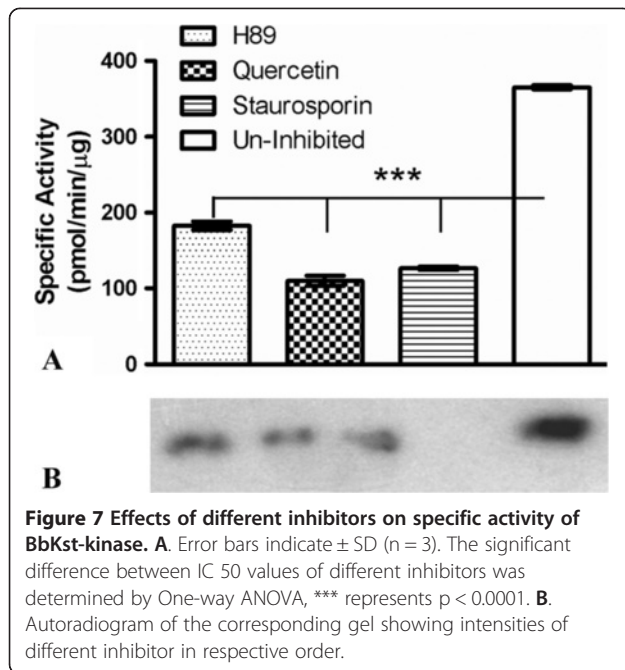 H89
Quercetin
Staurosporin
Un-Inhibited
400
300
200
100
0
Specific Activity
(pmol/min/µg)
***
A
B
Figure 7 Effects of different inhibitors on specific activity of
BbKst-kinase. A. Error bars indicate ± SD (n = 3). The significant
difference between IC 50 values of different inhibitors was
determined by One-way ANOVA, *** represents p < 0.0001. B.
Autoradiogram of the corresponding gel showing intensities of
different inhibitor in respective order.